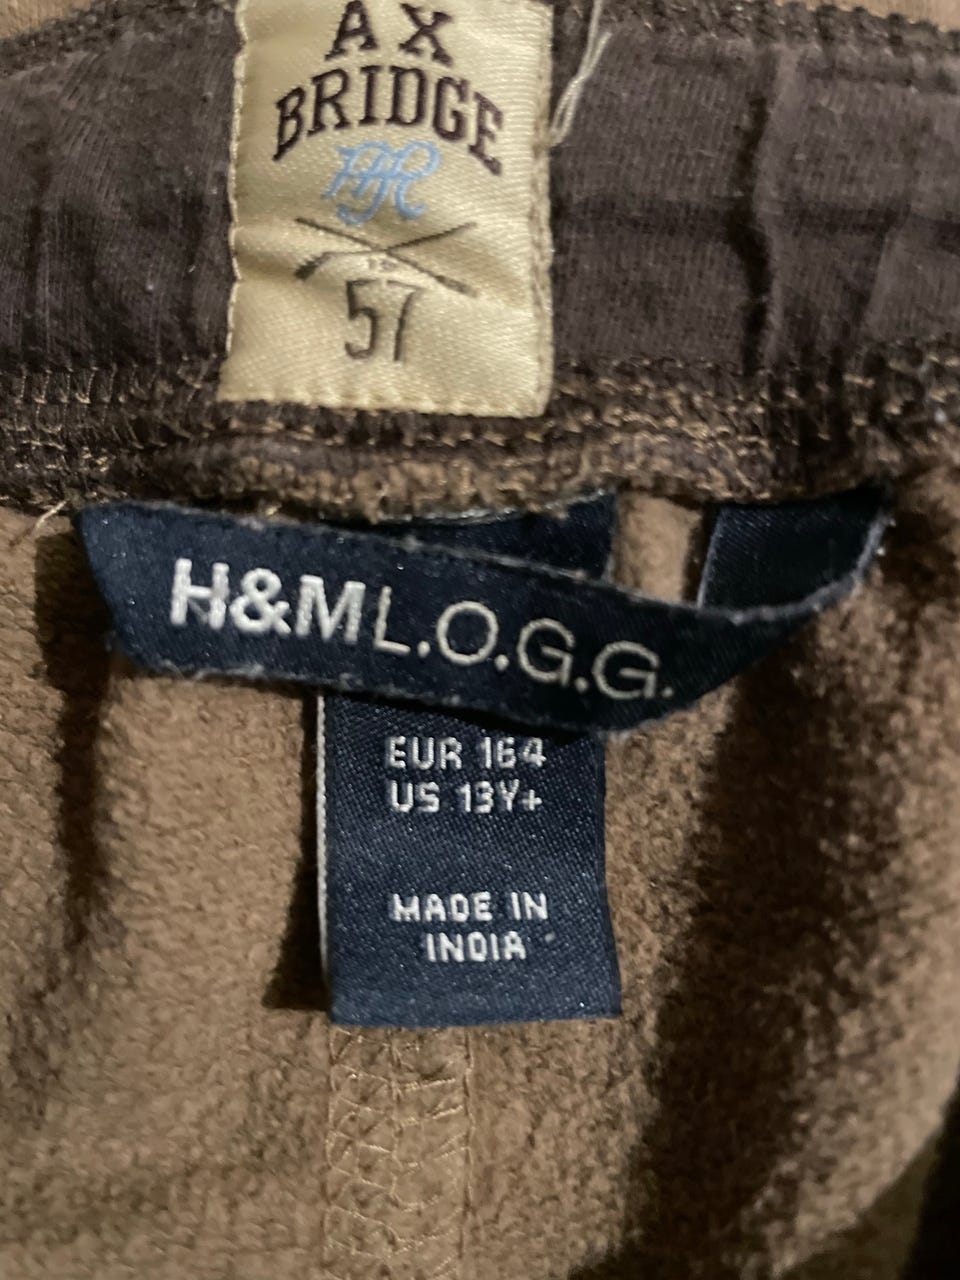 AX
BRIDGE
57
H&M L.O.G.G.
EUR 164
US 13Y+
MADE IN
INDIA